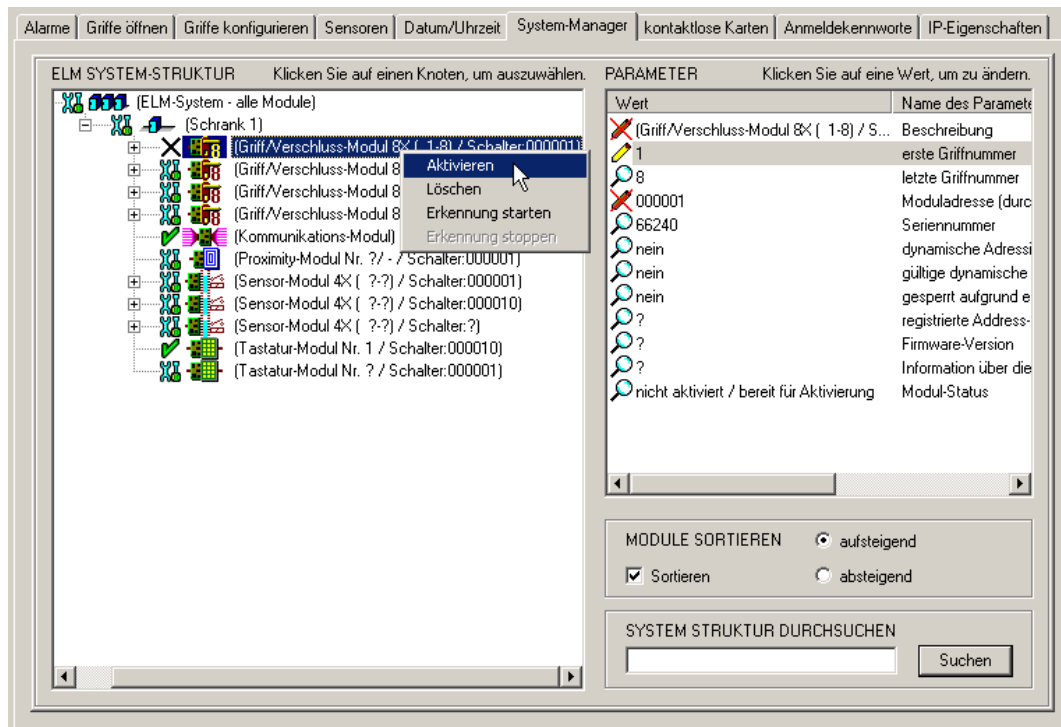 Alarme Griffe öffnen Griffe konfigurieren Sensoren Datum/Uhrzeit System-Manager kontaktlose Karten Anmeldekennworte IP-Eigenschaften
ELM SYSTEM-STRUKTUR Klicken Sie auf einen Knoten, um auszuwählen.
(ELM-System - alle Module)
(Schrank 1)
(Griff/Verschluss-Modul 8X ( 1-8) / Schalter:000001)
(Griff/Verschluss-Modul 8
(Griff/Verschluss-Modul 8
(Griff/Verschluss-Modul 8
(Kommunikations-Modul)
(Proximity-Modul Nr. ?/ - / Schalter:000001)
(Sensor-Modul 4X ( ?-?) / Schalter:000001)
(Sensor-Modul 4X ( ?-?) / Schalter:000010)
(Sensor-Modul 4X ( ?-?) / Schalter:?)
(Tastatur-Modul Nr. 1 / Schalter:000010)
(Tastatur-Modul Nr. ? / Schalter:000001)
Aktivieren
Löschen
Erkennung starten
Erkennung stoppen
PARAMETER Klicken Sie auf eine Wert, um zu ändern.
Wert Name des Paramete
(Griff/Verschluss-Modul 8X ( 1-8) / S... Beschreibung
1 erste Griffnummer
8 letzte Griffnummer
000001 Moduladresse (durc
66240 Seriennummer
nein dynamische Adressi
nein gültige dynamische
nein gesperrt aufgrund e
? registrierte Address-
? Firmware-Version
? Information über die
nicht aktiviert / bereit für Aktivierung Modul-Status
MODULE SORTIEREN aufsteigend
Sortieren absteigend
SYSTEM STRUKTUR DURCHSUCHEN
Suchen